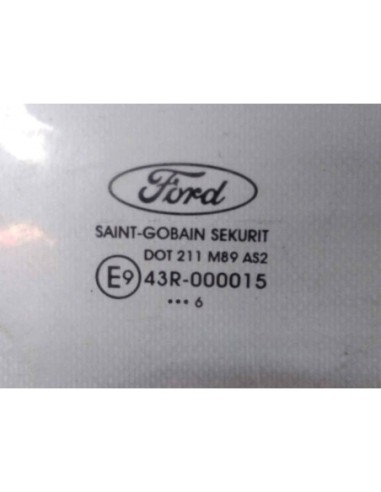 Ford
SAINT-GOBAIN SEKURIT
DOT 211 M89 AS2
E9 43R-000015
••• 6